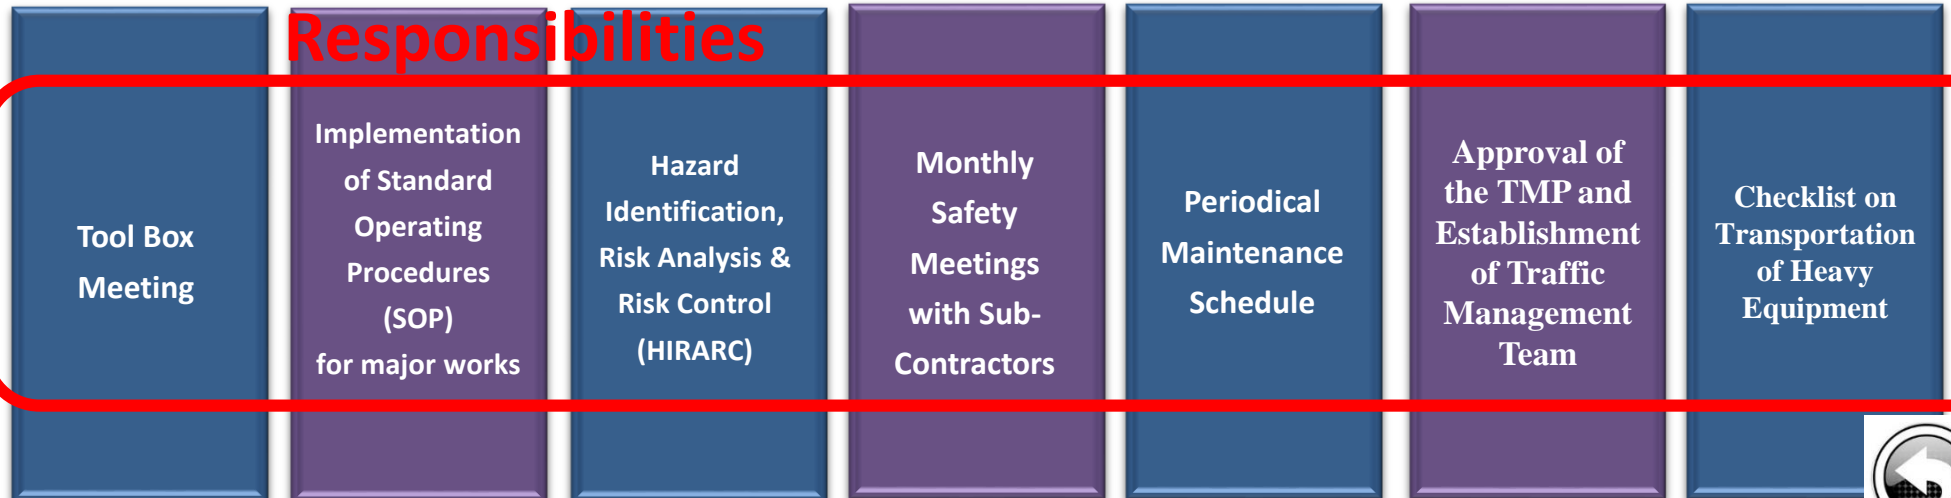 Responsibilities
Tool Box
Meeting
Implementation
of Standard
Operating
Procedures
(SOP)
for major works
Hazard
Identification,
Risk Analysis &
Risk Control
(HIRARC)
Monthly
Safety
Meetings
with Sub-
Contractors
Periodical
Maintenance
Schedule
Approval of
the TMP and
Establishment
of Traffic
Management
Team
Checklist on
Transportation
of Heavy
Equipment